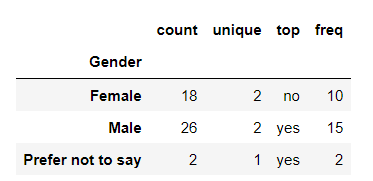 count unique top freq
Gender
Female 18 2 no 10
Male 26 2 yes 15
Prefer not to say 2 1 yes 2